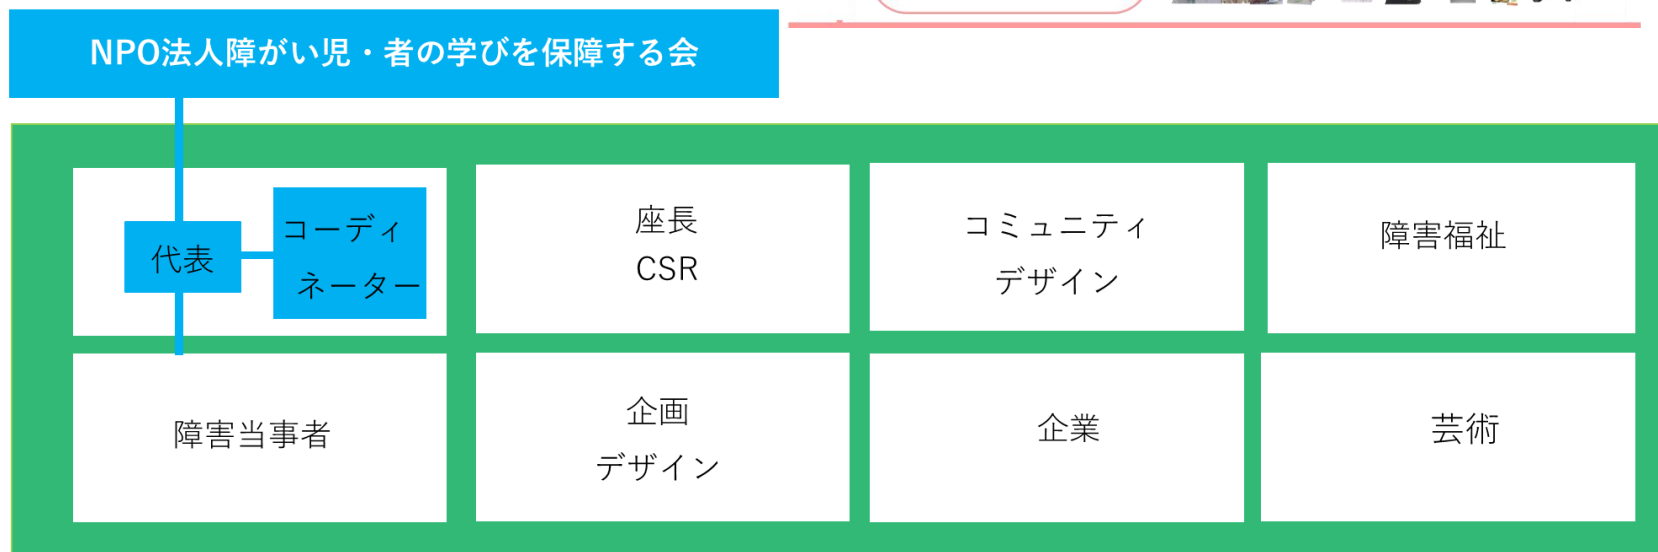 NPO法人障がい児・者の学びを保障する会
代表
コーディ
ネーター
座長
CSR
コミュニティ
デザイン
障害福祉
障害当事者
企画
デザイン
企業
芸術